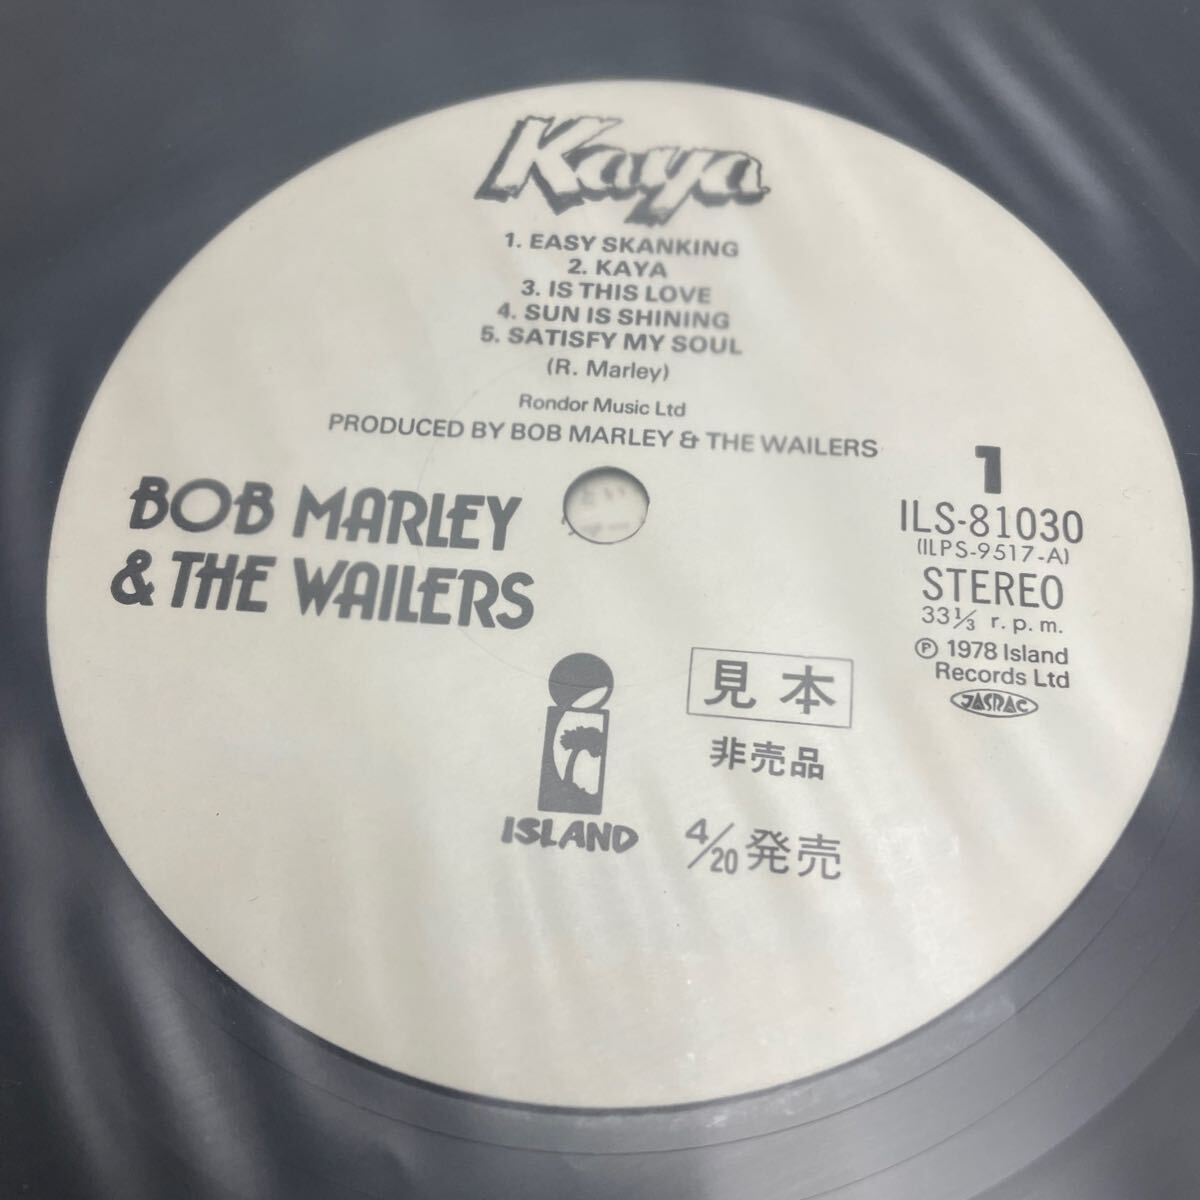 Kaya
1. EASY SKANKING
2. KAYA
3. IS THIS LOVE
4. SUN IS SHINING
5. SATISFY MY SOUL
(R. Marley)
Rondor Music Ltd
PRODUCED BY BOB MARLEY & THE WAILERS
BOB MARLEY
& THE WAILERS
1
ILS-81030
(ILPS-9517-A)
STEREO
33 1/3 r.p.m.
Ⓟ 1978 Island
Records Ltd
JASRAC
ISLAND
見本
非売品
4/20発売